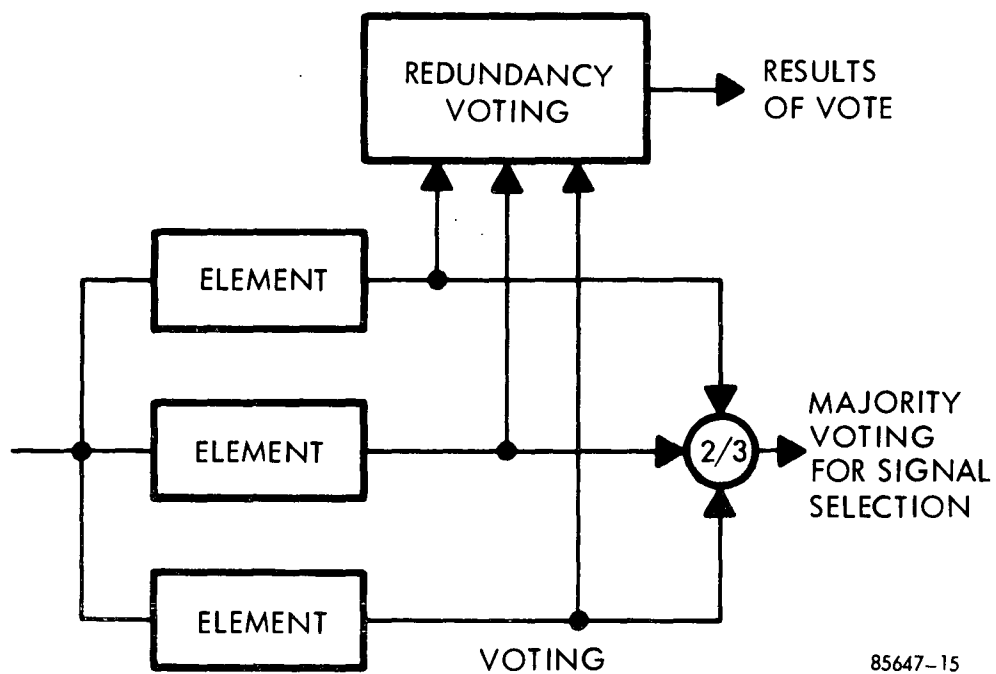 REDUNDANCY
VOTING
RESULTS
OF VOTE
ELEMENT
ELEMENT
2/3
MAJORITY
VOTING
FOR SIGNAL
SELECTION
ELEMENT
VOTING
85647-15